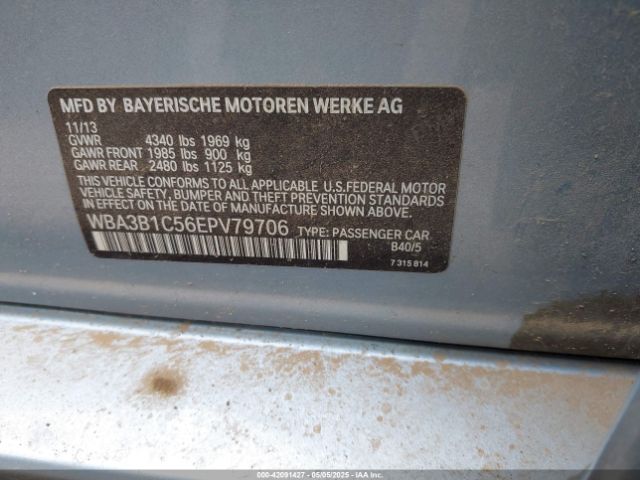 MFD BY BAYERISCHE MOTOREN WERKE AG
11/13
GVWR 4340 lbs 1969 kg
GAWR FRONT 1985 lbs 900 kg
GAWR REAR 2480 lbs 1125 kg
THIS VEHICLE CONFORMS TO ALL APPLICABLE U.S.FEDERAL MOTOR
VEHICLE SAFETY, BUMPER AND THEFT PREVENTION STANDARDS
IN EFFECT ON THE DATE OF MANUFACTURE SHOWN ABOVE.
WBA3B1C56EPV79706 TYPE: PASSENGER CAR
B40/5
7 315 814
000-42091427 - 05/05/2025 - IAAI.COM